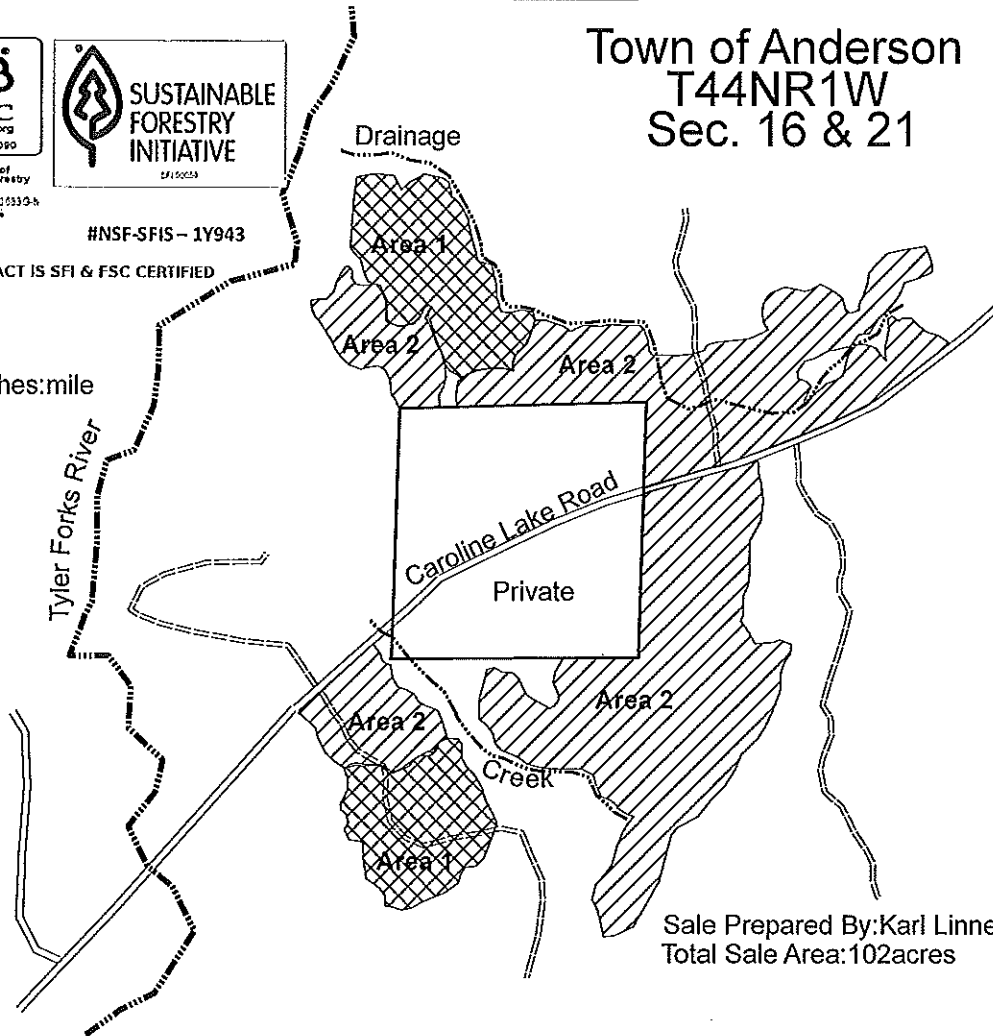 Town of Anderson
T44NR1W
Sec. 16 & 21
SUSTAINABLE
FORESTRY
INITIATIVE
#NSF-SFIS – 1Y943
ACT IS SFI & FSC CERTIFIED
hes:mile
Drainage
Area 1
Area 2
Area 2
Tyler Forks River
Caroline Lake Road
Private
Area 2
Area 2
Creek
Area 1
Sale Prepared By:Karl Linne
Total Sale Area:102acres